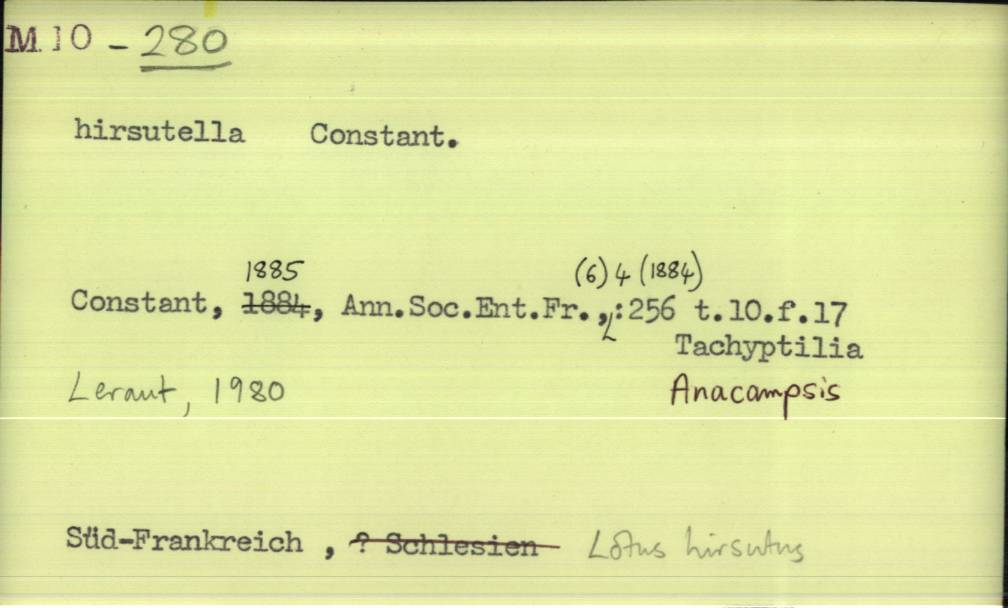 M 10 - 280
hirsutella Constant.
1885 (6) 4 (1884)
Constant, 1884, Ann.Soc.Ent.Fr.,:256 t.10.f.17
Tachyptilia
Leraut, 1980 Anacampsis
Süd-Frankreich , ? Schlesien Lotus hirsutus